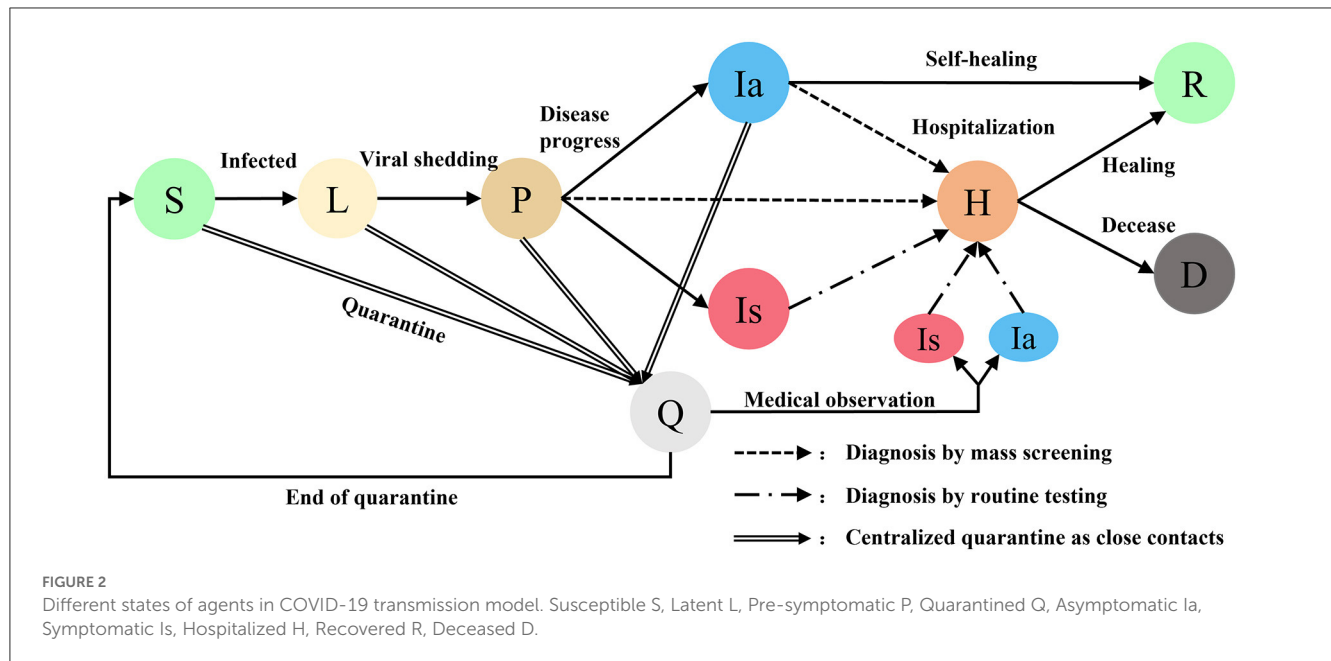 Ia
Self-healing
R
Disease
progress
Hospitalization
Infected
Viral shedding
Healing
S
L
P
H
Decease
D
Quarantine
Is
Is
Ia
Q
Medical observation
End of quarantine
: Diagnosis by mass screening
: Diagnosis by routine testing
: Centralized quarantine as close contacts
FIGURE 2
Different states of agents in COVID-19 transmission model. Susceptible S, Latent L, Pre-symptomatic P, Quarantined Q, Asymptomatic Ia,
Symptomatic Is, Hospitalized H, Recovered R, Deceased D.